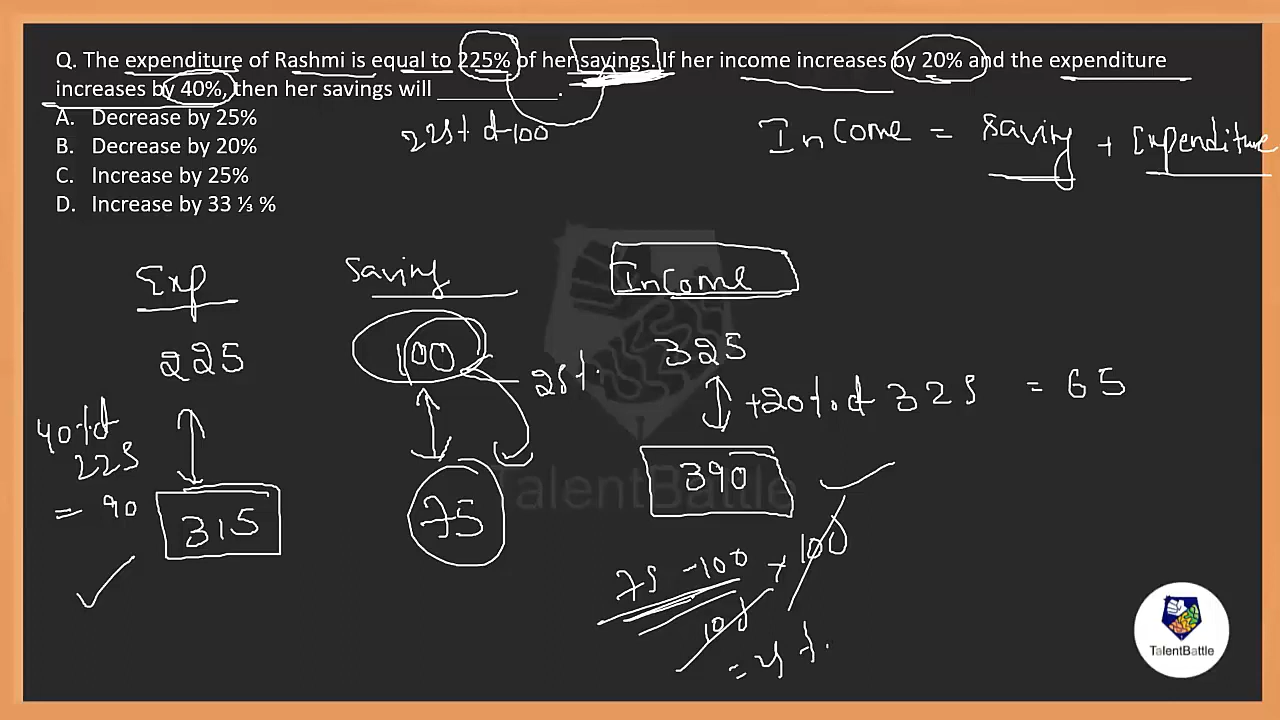 Q. The expenditure of Rashmi is equal to 225% of her savings. If her income increases by 20% and the expenditure
increases by 40%, then her savings will ____________.
A. Decrease by 25%
B. Decrease by 20%
C. Increase by 25%
D. Increase by 33 ⅓ %
225% of 100
Income = Saving + Expenditure
Exp Saving Income
225 100 325
25%.
+20% of 325 = 65
40% of
225
= 90
315 75 390
TalentBattle
75 - 100 × 100
100
= 25%.
TalentBattle